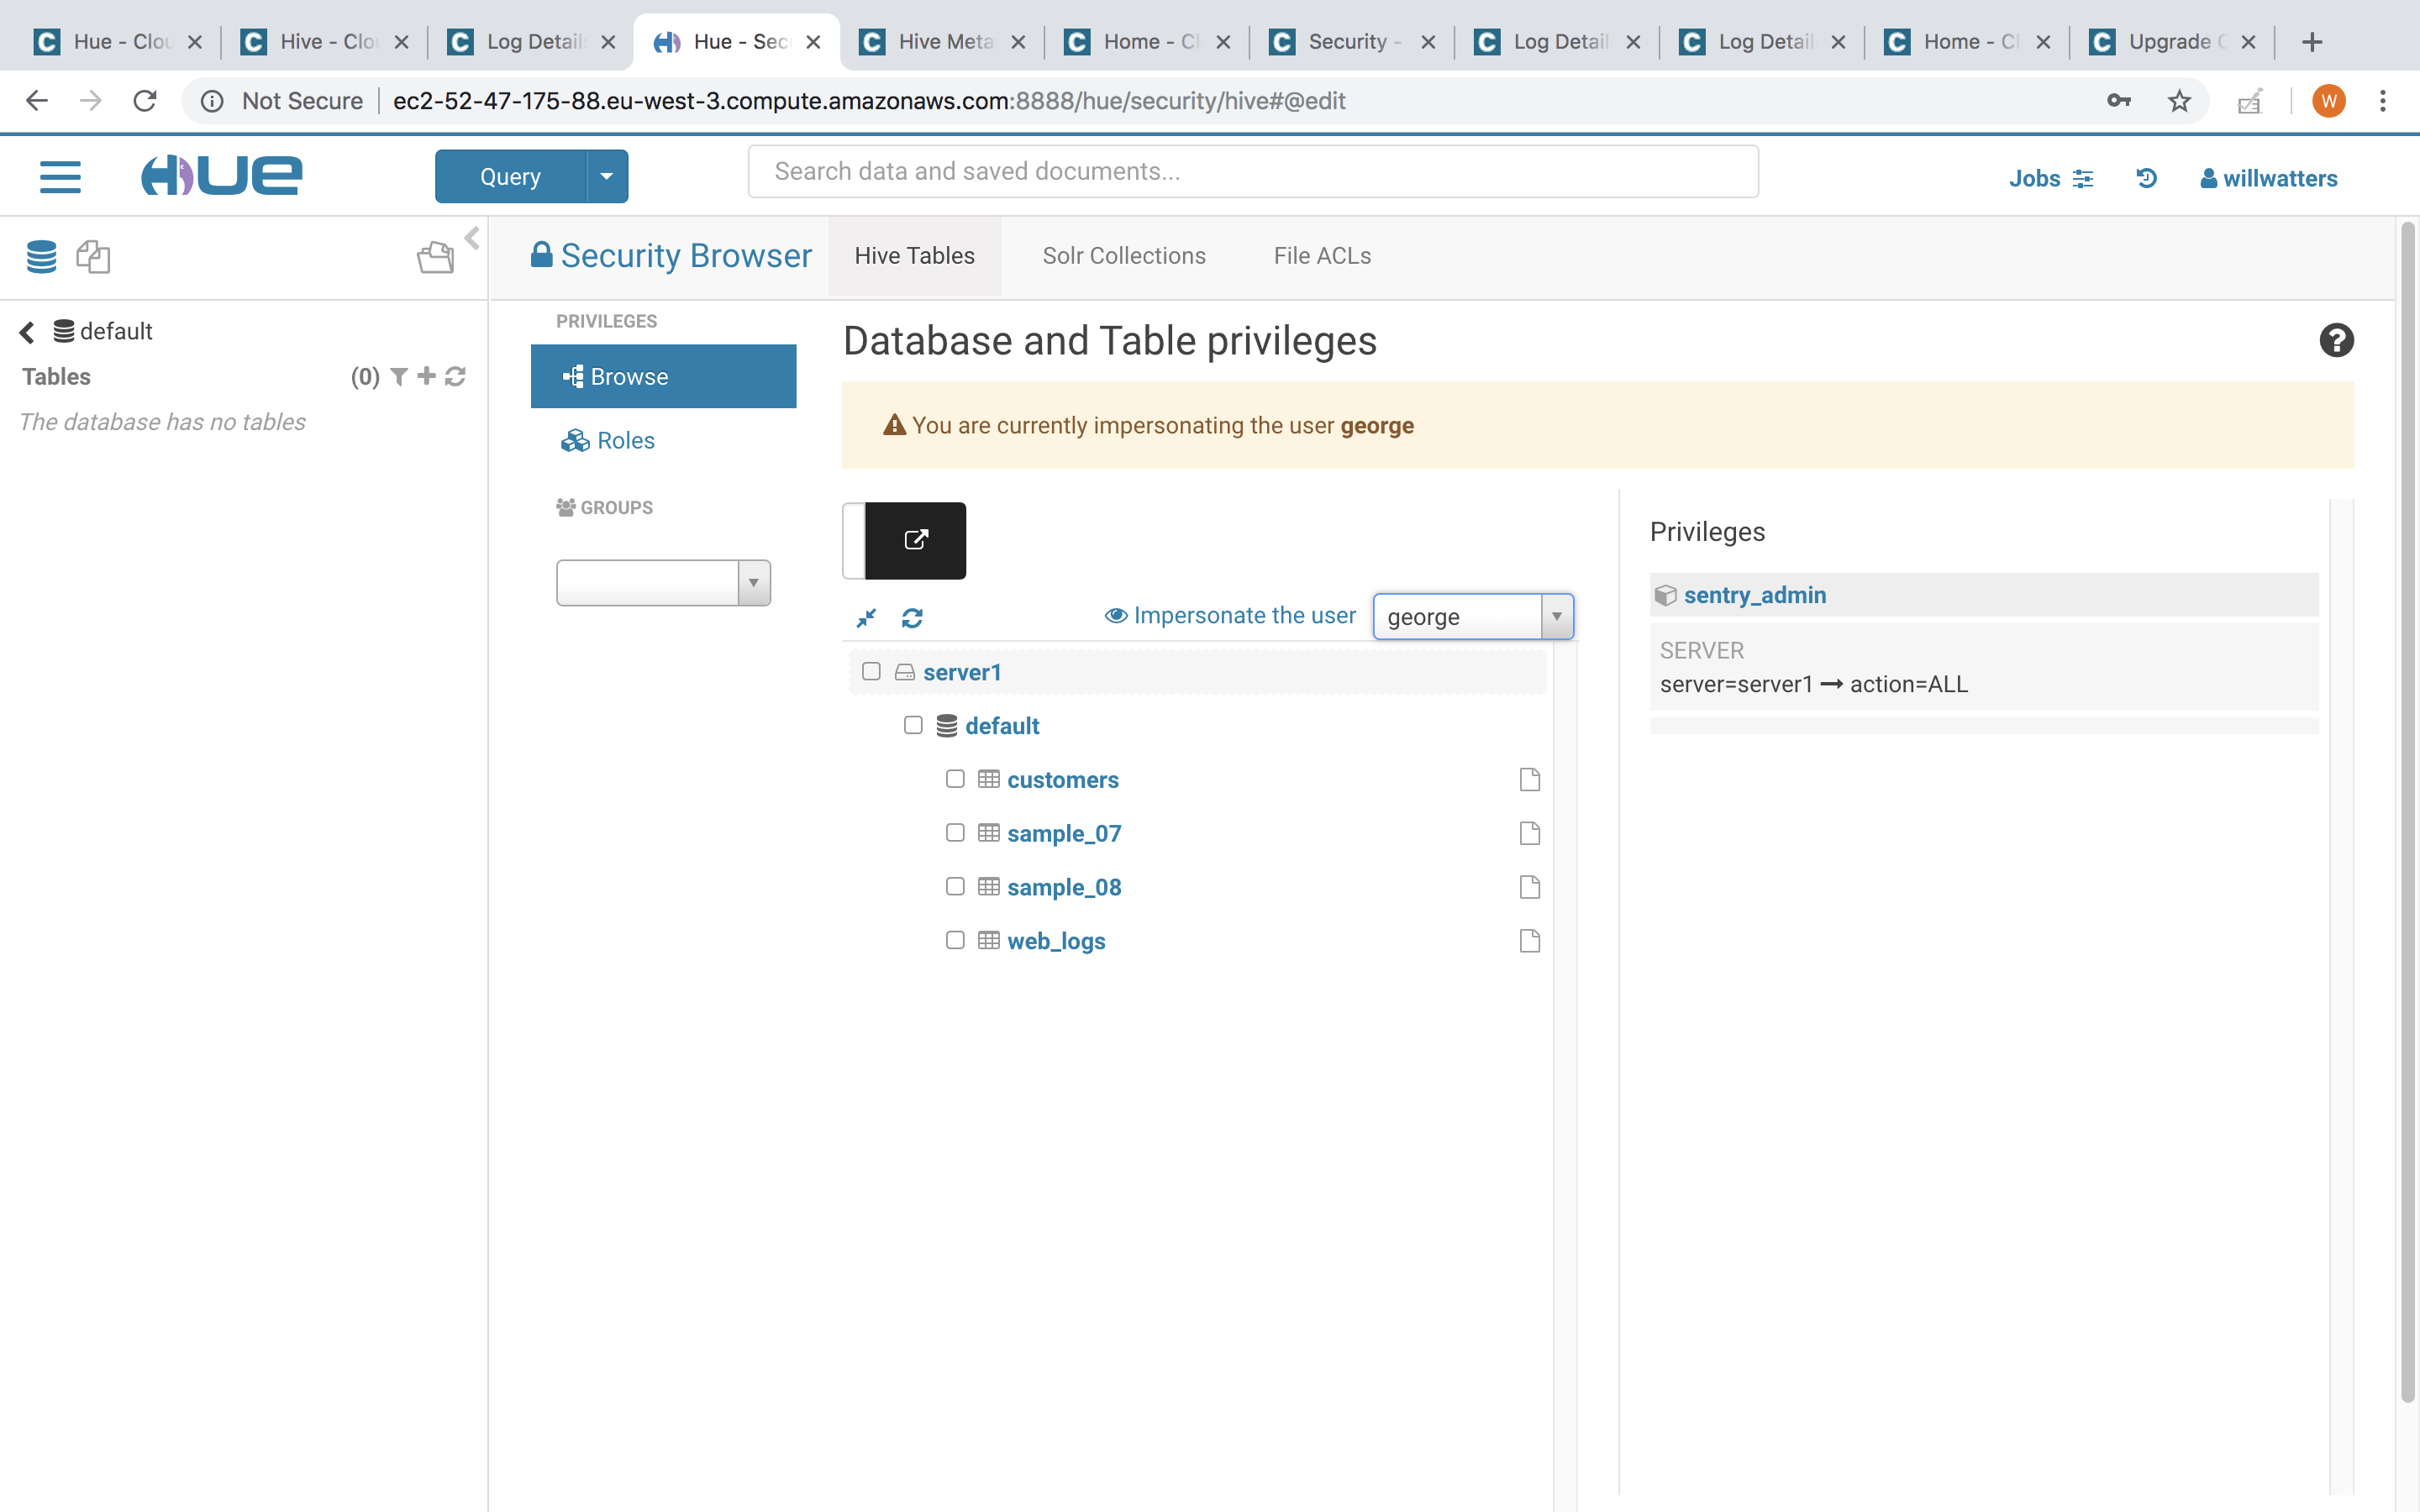 Hue - Clou
Hive - Clou
Log Detail
Hue - Sec
Hive Meta
Home - Cl
Security -
Log Detail
Log Detail
Home - Cl
Upgrade C
Not Secure
ec2-52-47-175-88.eu-west-3.compute.amazonaws.com:8888/hue/security/hive#@edit
W
HUE
Query
Search data and saved documents...
Jobs
willwatters
Security Browser
Hive Tables
Solr Collections
File ACLs
default
Tables
(0)
The database has no tables
PRIVILEGES
Browse
Roles
GROUPS
Database and Table privileges
You are currently impersonating the user george
Impersonate the user
george
server1
default
customers
sample_07
sample_08
web_logs
Privileges
sentry_admin
SERVER
server=server1 → action=ALL